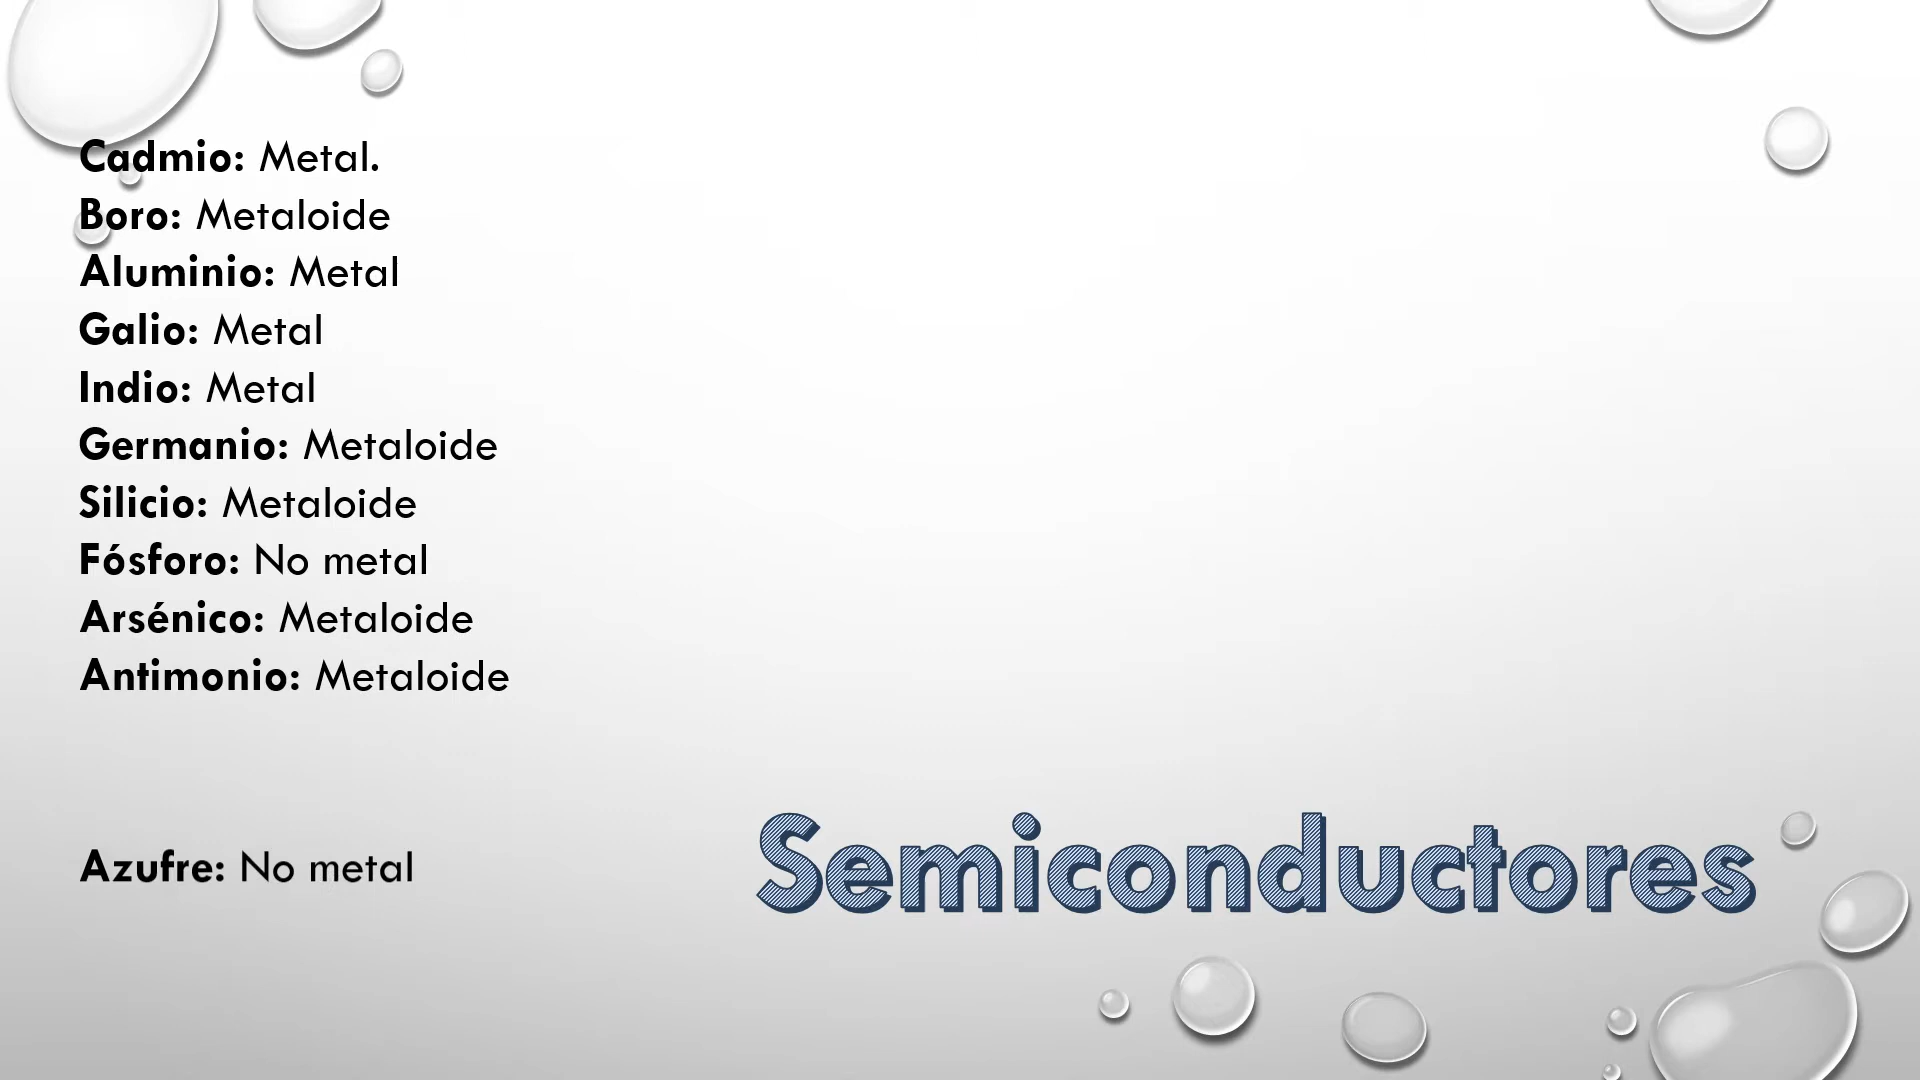 Cadmio: Metal.
Boro: Metaloide
Aluminio: Metal
Galio: Metal
Indio: Metal
Germanio: Metaloide
Silicio: Metaloide
Fósforo: No metal
Arsénico: Metaloide
Antimonio: Metaloide
Azufre: No metal
Semiconductores